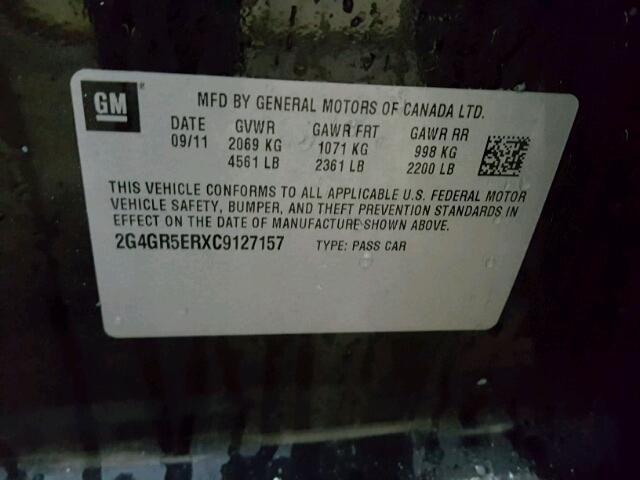 GM ®
MFD BY GENERAL MOTORS OF CANADA LTD.
DATE GVWR GAWR FRT GAWR RR
09/11 2069 KG 1071 KG 998 KG
4561 LB 2361 LB 2200 LB
THIS VEHICLE CONFORMS TO ALL APPLICABLE U.S. FEDERAL MOTOR
VEHICLE SAFETY, BUMPER, AND THEFT PREVENTION STANDARDS IN
EFFECT ON THE DATE OF MANUFACTURE SHOWN ABOVE.
2G4GR5ERXC9127157 TYPE: PASS CAR